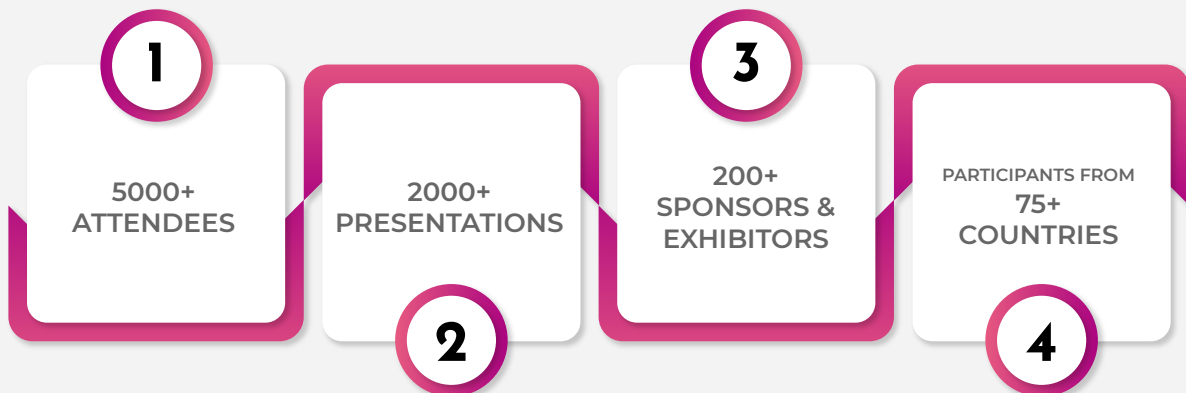 1
5000+
ATTENDEES
2000+
PRESENTATIONS
2
3
200+
SPONSORS &
EXHIBITORS
PARTICIPANTS FROM
75+
COUNTRIES
4